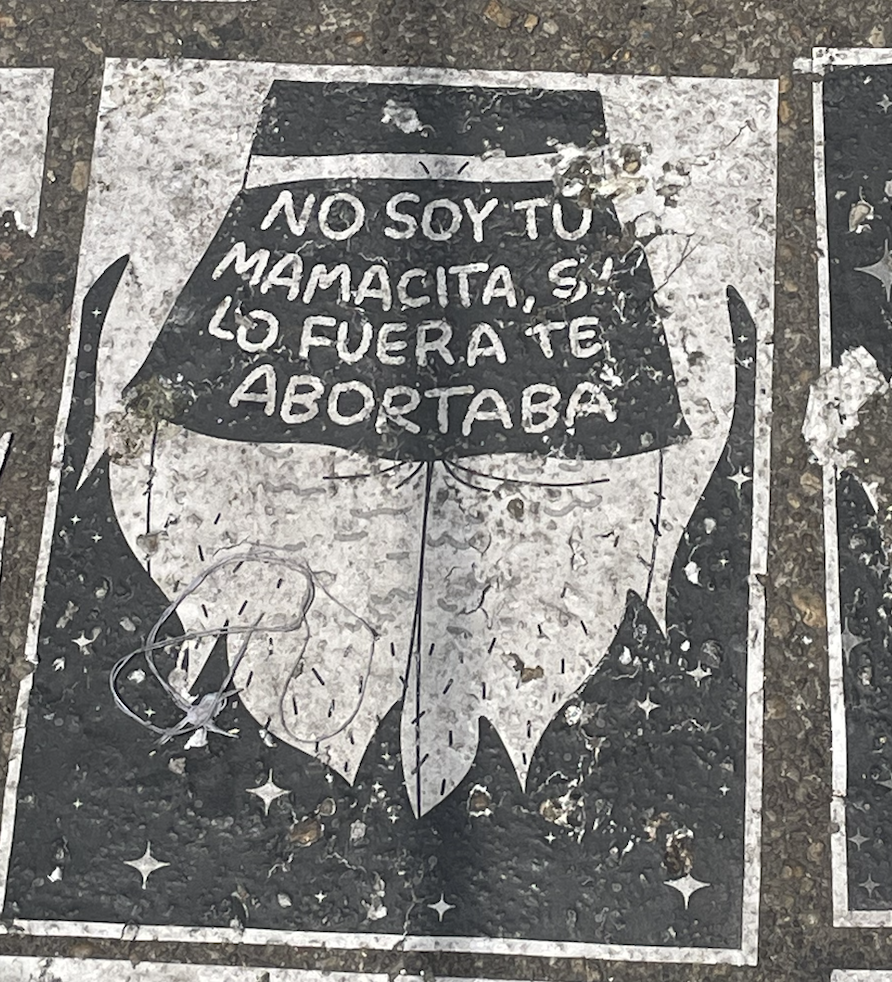 NO SOY TU
MAMACITA, SI
LO FUERA TE
ABORTABA